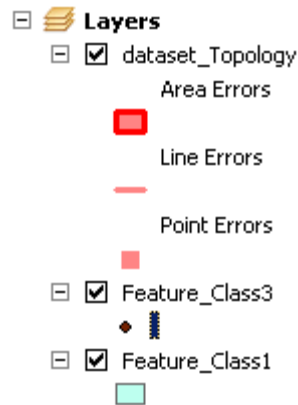 Layers
dataset_Topology
Area Errors
Line Errors
Point Errors
Feature_Class3
Feature_Class1